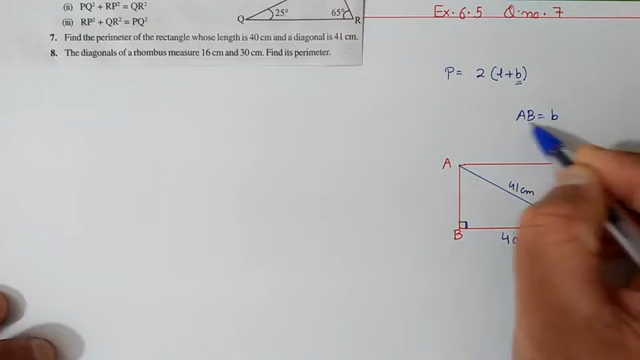 (ii) PQ² + RP² = QR²
(iii) RP² + QR² = PQ²
Q 25° 65° R
7. Find the perimeter of the rectangle whose length is 40 cm and a diagonal is 41 cm.
8. The diagonals of a rhombus measure 16 cm and 30 cm. Find its perimeter.
Ex. 6.5 Q. no. 7
P = 2 (l+b)
AB = b
A
41 cm
B